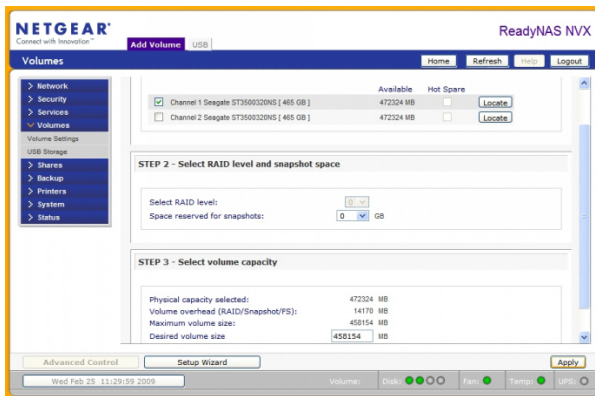 NETGEAR®
Connect with Innovation™
ReadyNAS NVX
Add Volume USB
Volumes
Home Refresh Help Logout
> Network
> Security
> Services
Volumes
Volume Settings
USB Storage
> Shares
> Backup
> Printers
> System
> Status
Available Hot Spare
Channel 1 Seagate ST3500320NS [ 465 GB ] 472324 MB Locate
Channel 2 Seagate ST3500320NS [ 465 GB ] 472324 MB Locate
STEP 2 - Select RAID level and snapshot space
Select RAID level: 0
Space reserved for snapshots: 0 GB
STEP 3 - Select volume capacity
Physical capacity selected: 472324 MB
Volume overhead (RAID/Snapshot/FS): 14170 MB
Maximum volume size: 458154 MB
Desired volume size 458154 MB
Advanced Control Setup Wizard Apply
Wed Feb 25 11:29:59 2009 Volume: Disk: Fan: Temp: UPS: